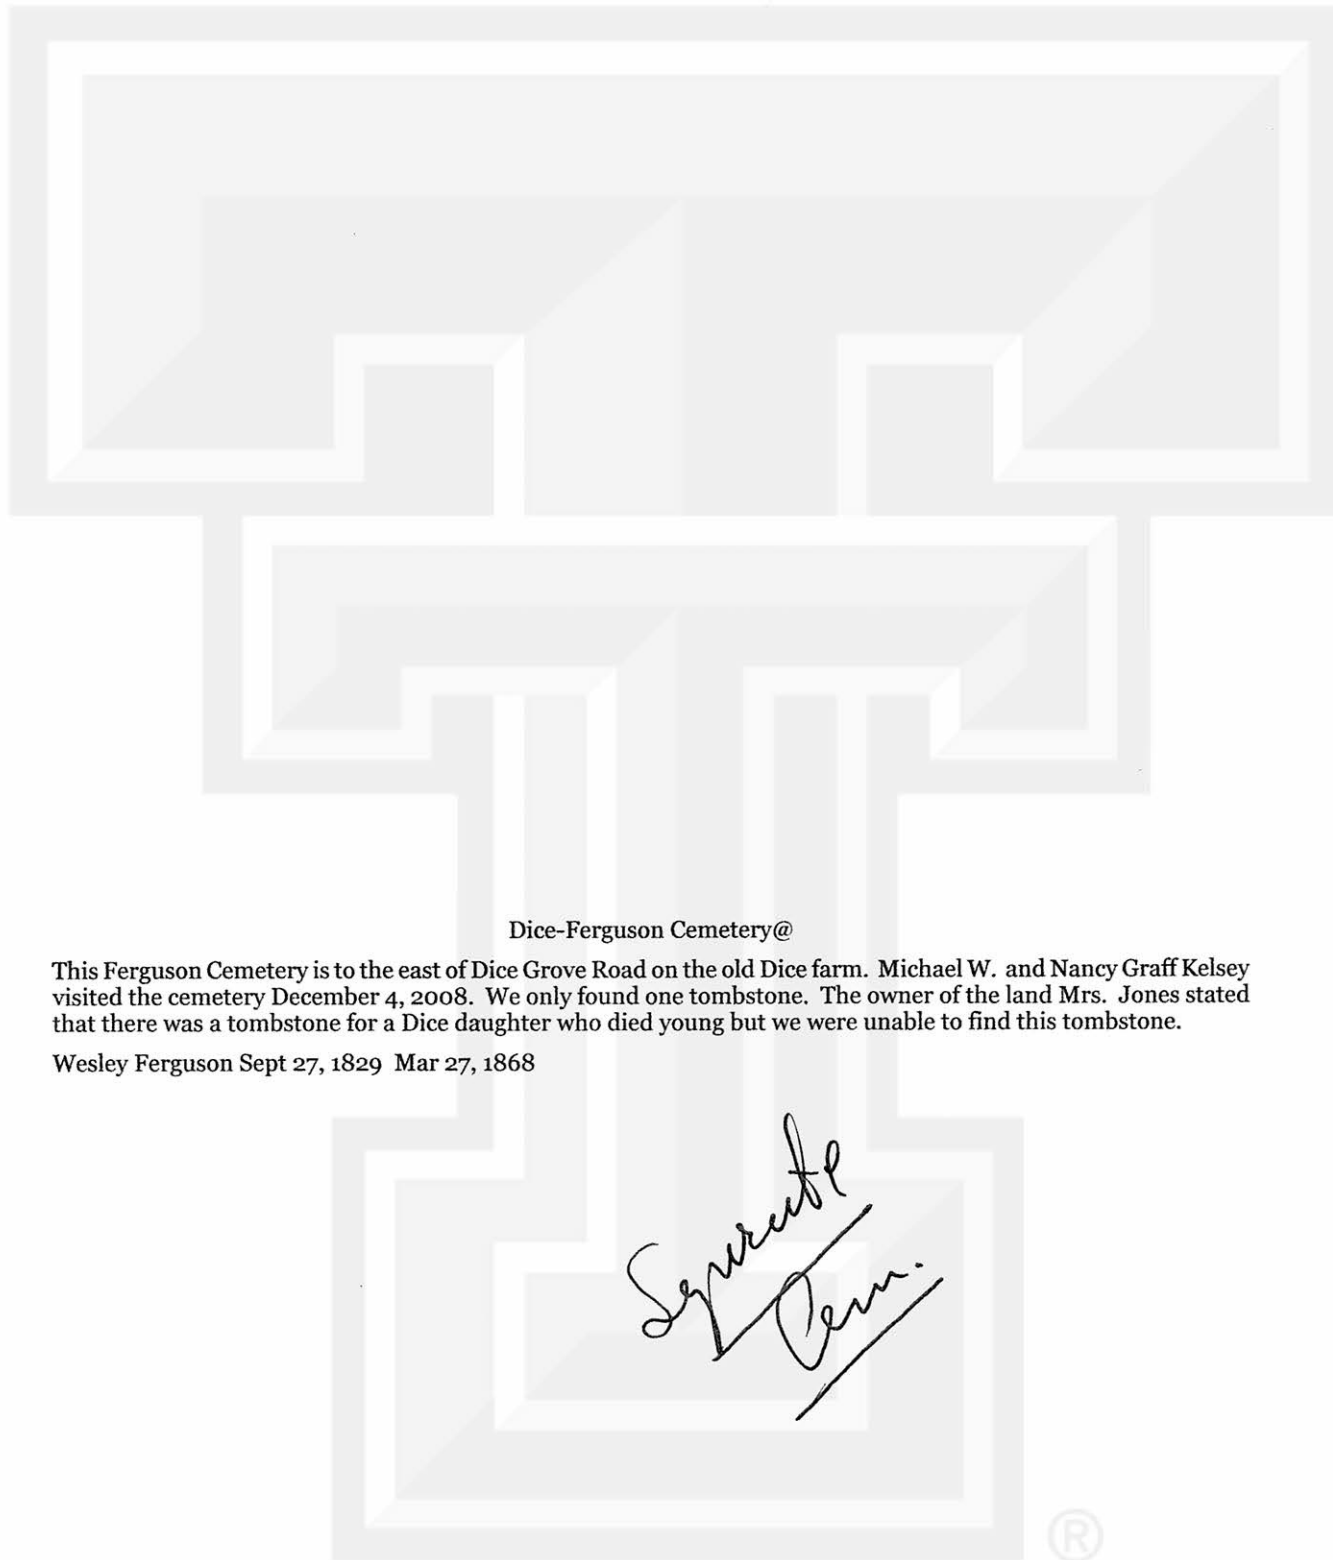 Dice-Ferguson Cemetery@
This Ferguson Cemetery is to the east of Dice Grove Road on the old Dice farm. Michael W. and Nancy Graff Kelsey
visited the cemetery December 4, 2008. We only found one tombstone. The owner of the land Mrs. Jones stated
that there was a tombstone for a Dice daughter who died young but we were unable to find this tombstone.
Wesley Ferguson Sept 27, 1829 Mar 27, 1868
Separate
Cem.
®